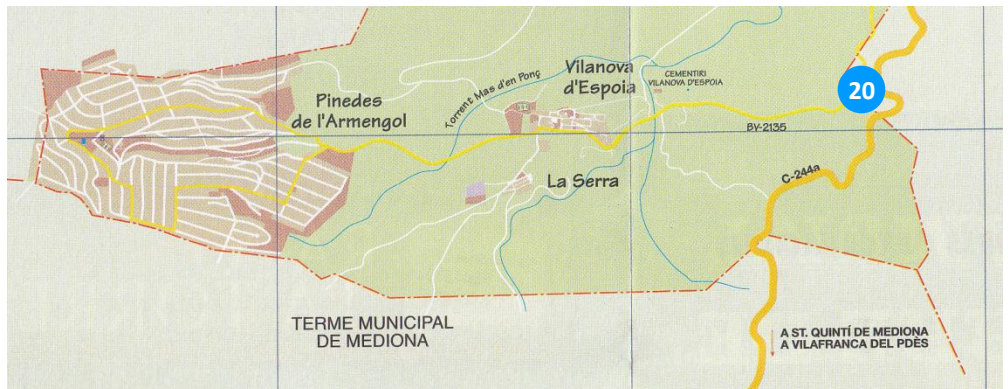 20
Vilanova
d'Espoia
CEMENTIRI
VILANOVA D'ESPOIA
Torrent Mas d'en Ponç
Pinedes
de l'Armengol
BV-2135
C-244a
La Serra
TERME MUNICIPAL
DE MEDIONA
A ST. QUINTÍ DE MEDIONA
A VILAFRANCA DEL PDÈS